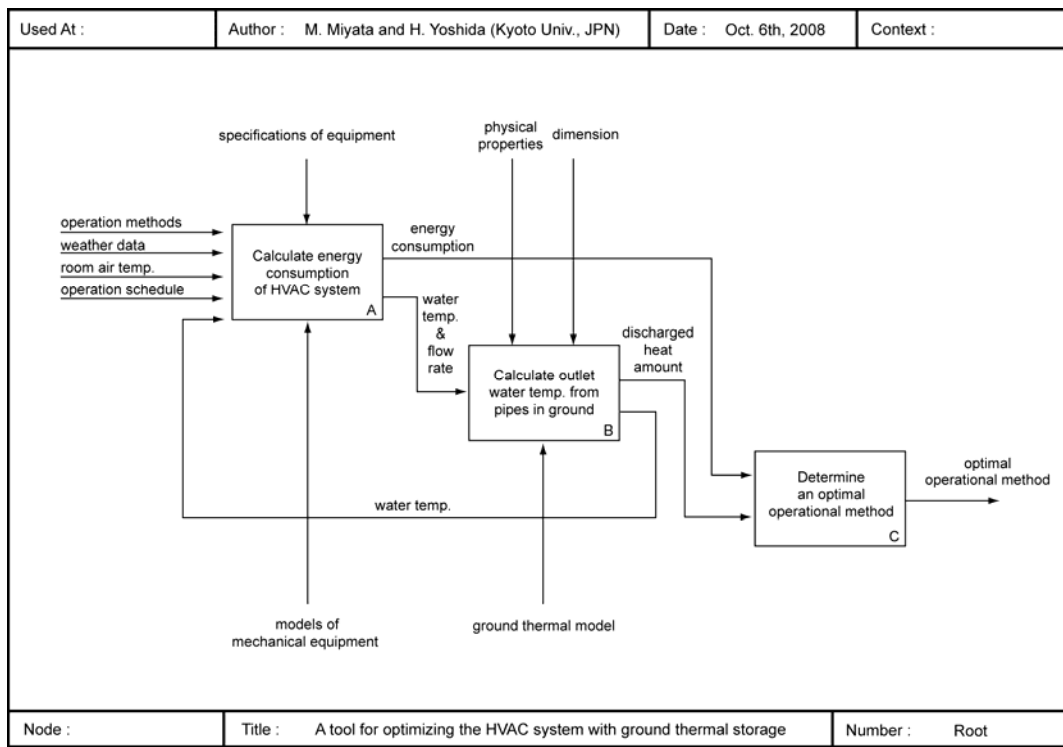 Used At :
Author : M. Miyata and H. Yoshida (Kyoto Univ., JPN)
Date : Oct. 6th, 2008
Context :
specifications of equipment
physical
properties
dimension
operation methods
weather data
room air temp.
operation schedule
Calculate energy
consumption
of HVAC system
A
energy
consumption
water
temp.
&
flow
rate
Calculate outlet
water temp. from
pipes in ground
B
discharged
heat
amount
water temp.
Determine
an optimal
operational method
C
optimal
operational method
models of
mechanical equipment
ground thermal model
Node :
Title : A tool for optimizing the HVAC system with ground thermal storage
Number : Root